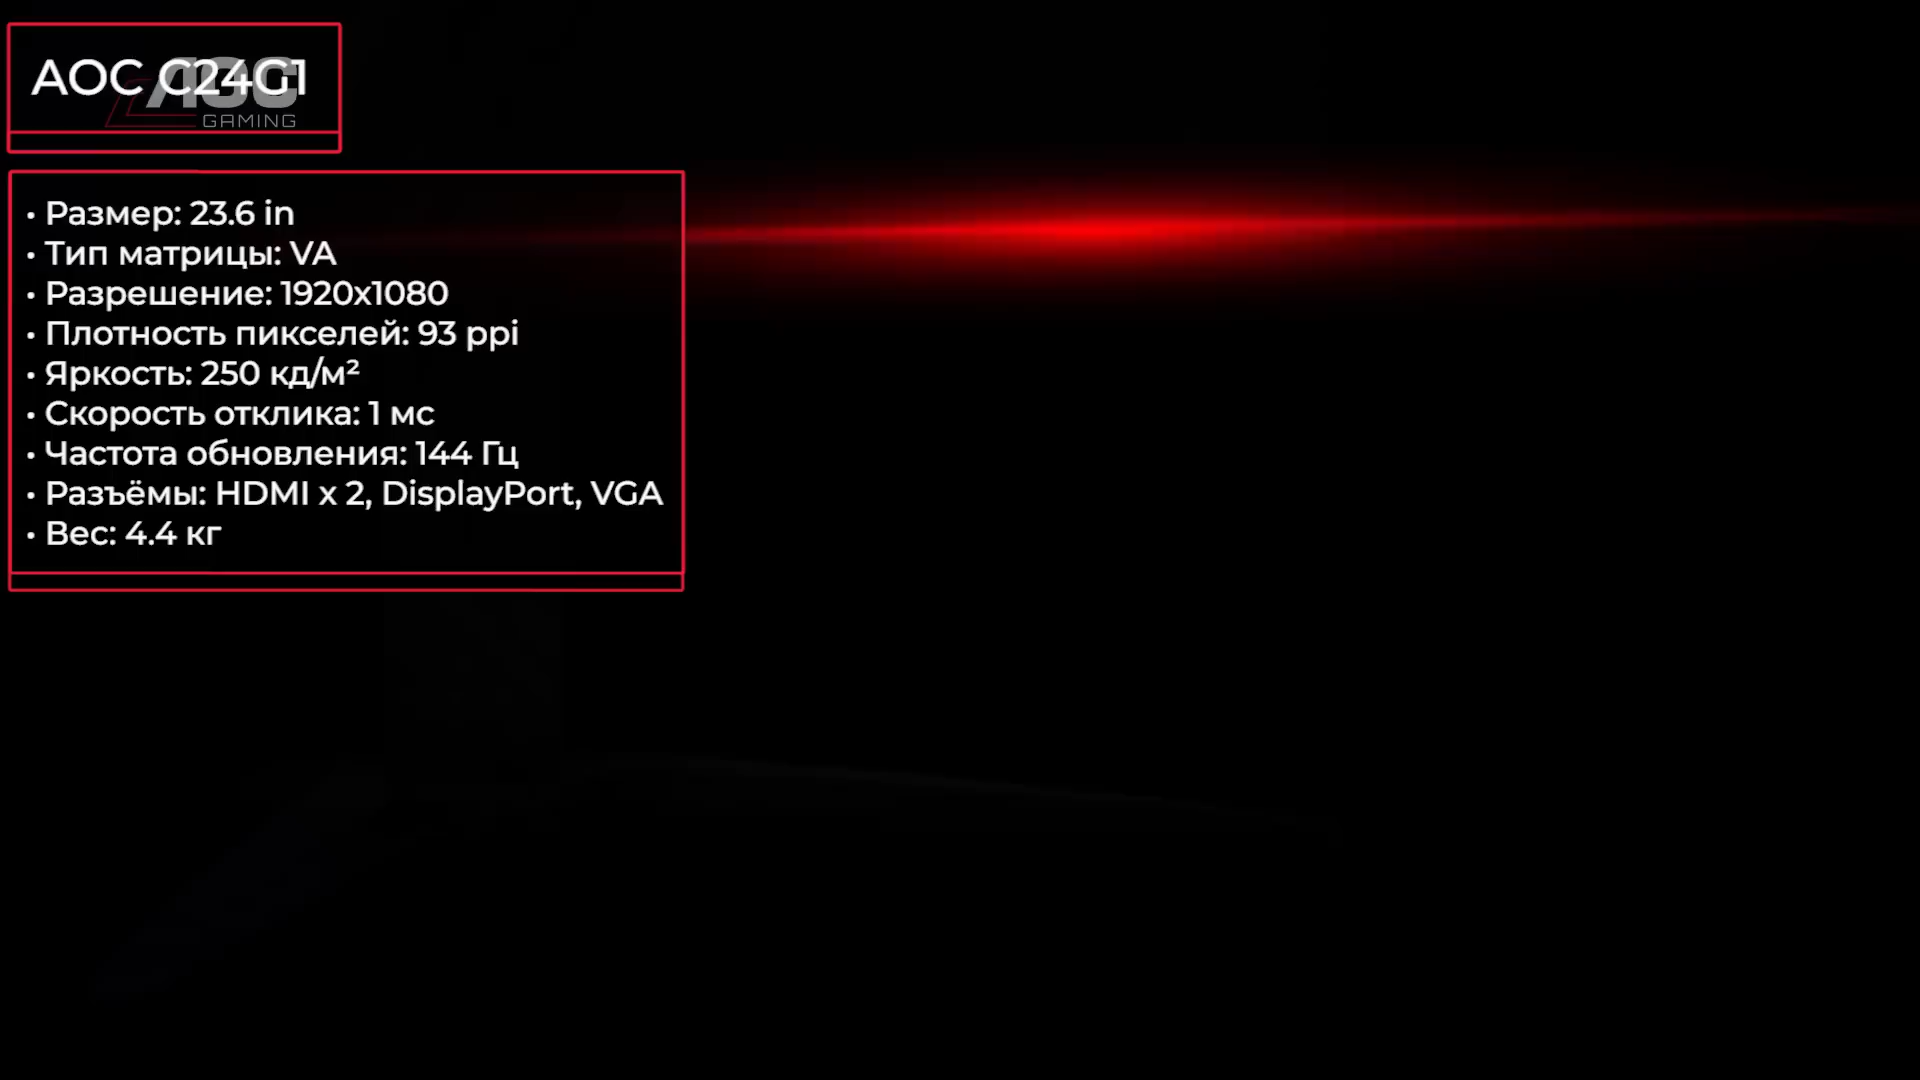 AOC C24G1
AOC
GAMING
• Размер: 23.6 in
• Тип матрицы: VA
• Разрешение: 1920x1080
• Плотность пикселей: 93 ppi
• Яркость: 250 кд/м²
• Скорость отклика: 1 мс
• Частота обновления: 144 Гц
• Разъёмы: HDMI x 2, DisplayPort, VGA
• Вес: 4.4 кг